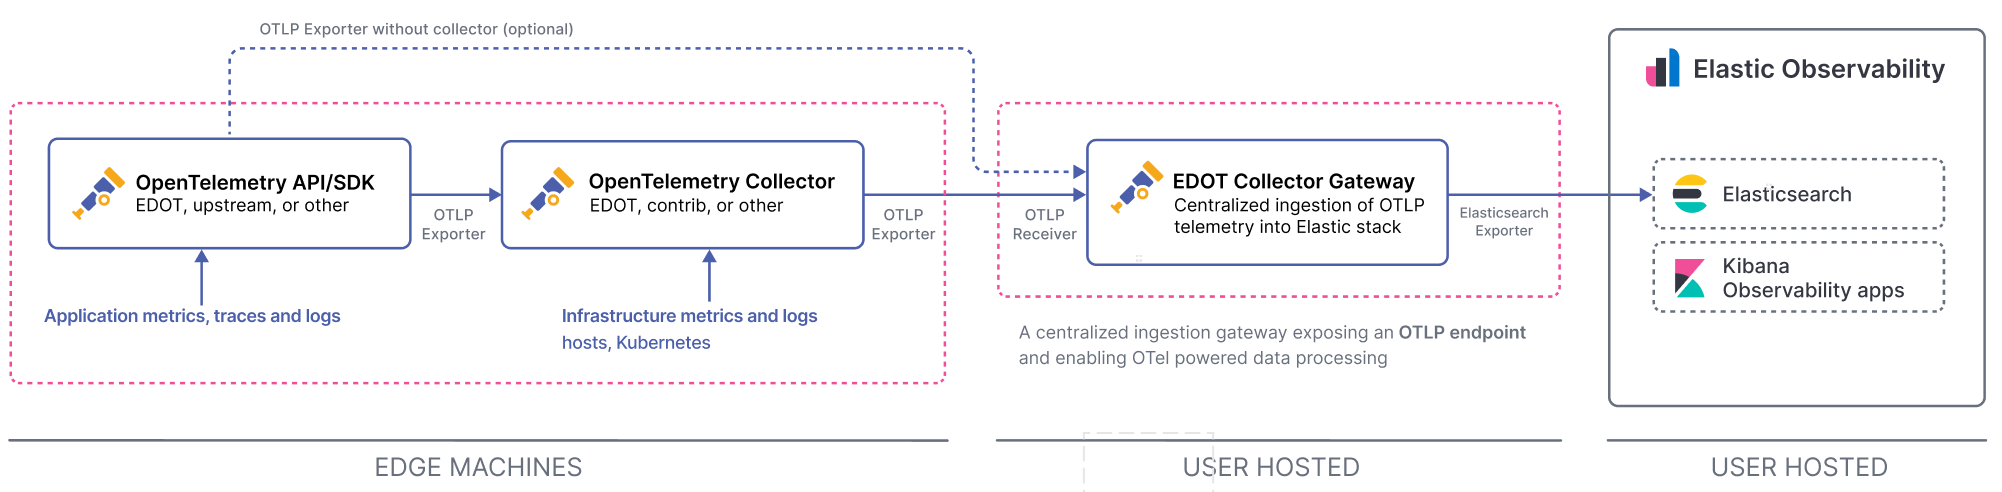 OTLP Exporter without collector (optional)
OpenTelemetry API/SDK
EDOT, upstream, or other
OTLP
Exporter
OpenTelemetry Collector
EDOT, contrib, or other
OTLP
Exporter
OTLP
Receiver
EDOT Collector Gateway
Centralized ingestion of OTLP
telemetry into Elastic stack
Elasticsearch
Exporter
Elastic Observability
Elasticsearch
Kibana
Observability apps
Application metrics, traces and logs
Infrastructure metrics and logs
hosts, Kubernetes
A centralized ingestion gateway exposing an OTLP endpoint
and enabling OTel powered data processing
EDGE MACHINES
USER HOSTED
USER HOSTED